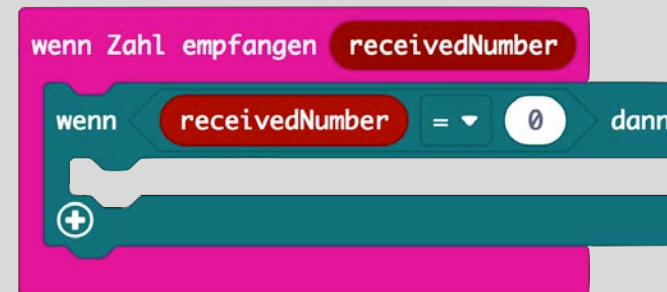 wenn Zahl empfangen receivedNumber
wenn receivedNumber = 0 dann